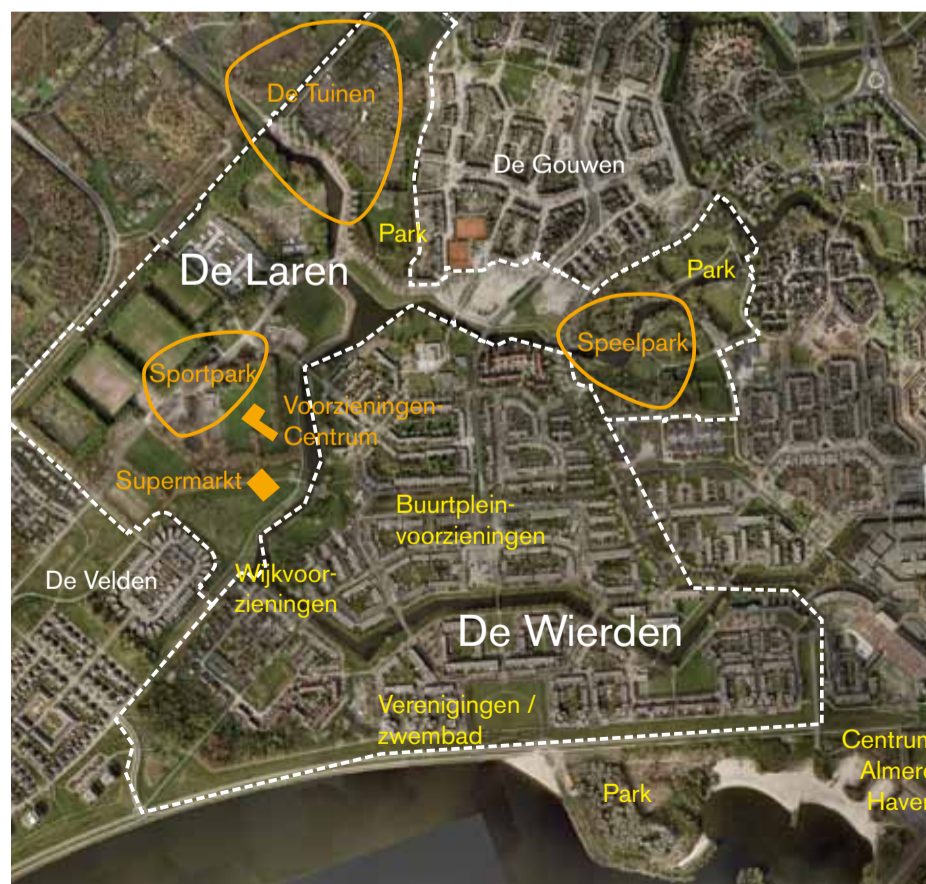 De Tuinen
De Gouwen
Park
De Laren
Park
Speelpark
Sportpark
Voorzieningen-
Centrum
Supermarkt
Buurtplein-
voorzieningen
De Velden
Wijkvoor-
zieningen
De Wierden
Verenigingen /
zwembad
Centrum
Almere
Haven
Park